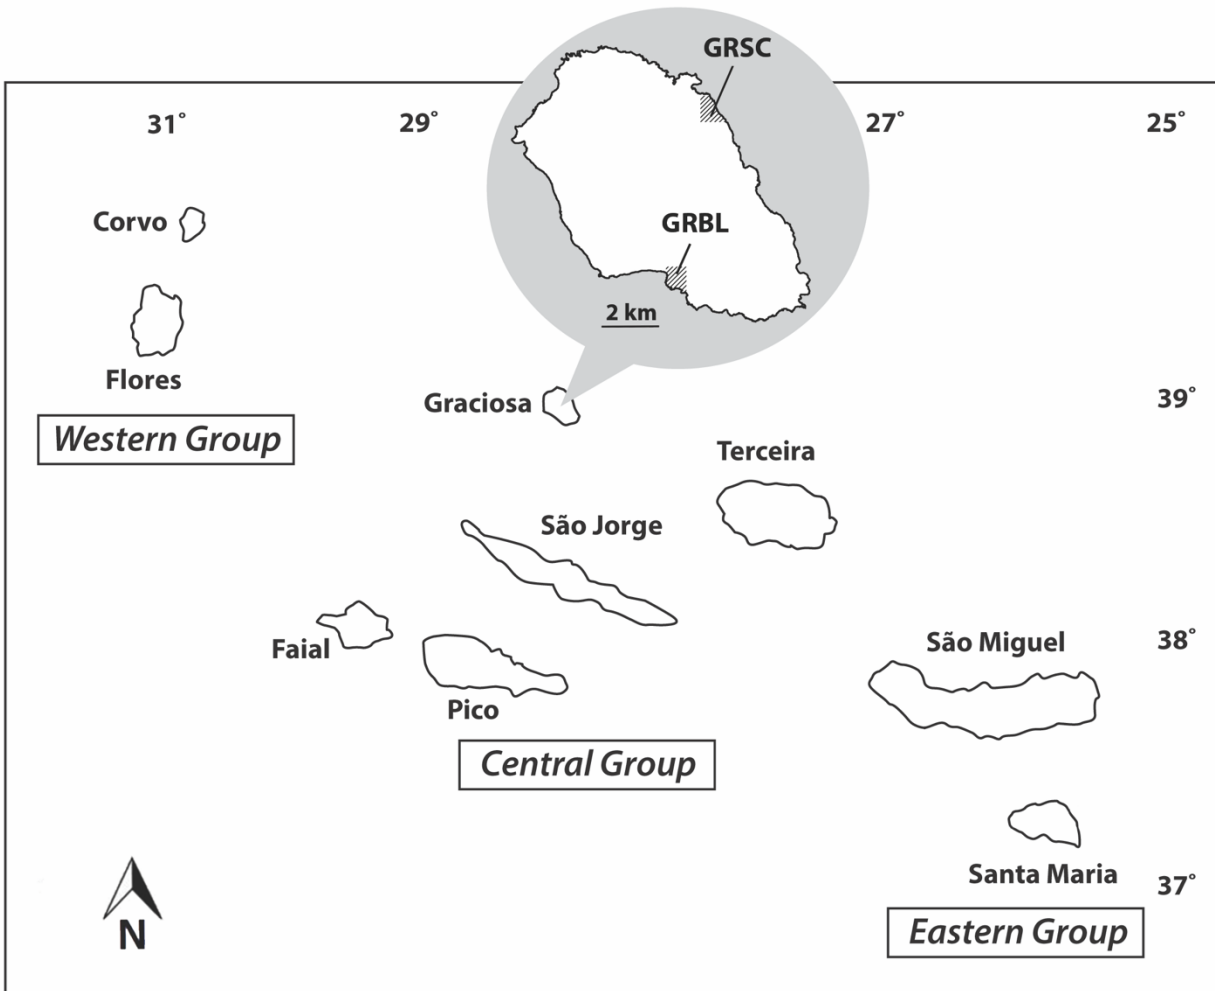 GRSC
31°
29°
27°
25°
Corvo
GRBL
2 km
Flores
Graciosa
39°
Western Group
Terceira
São Jorge
Faial
38°
São Miguel
Pico
Central Group
Santa Maria
37°
N
Eastern Group